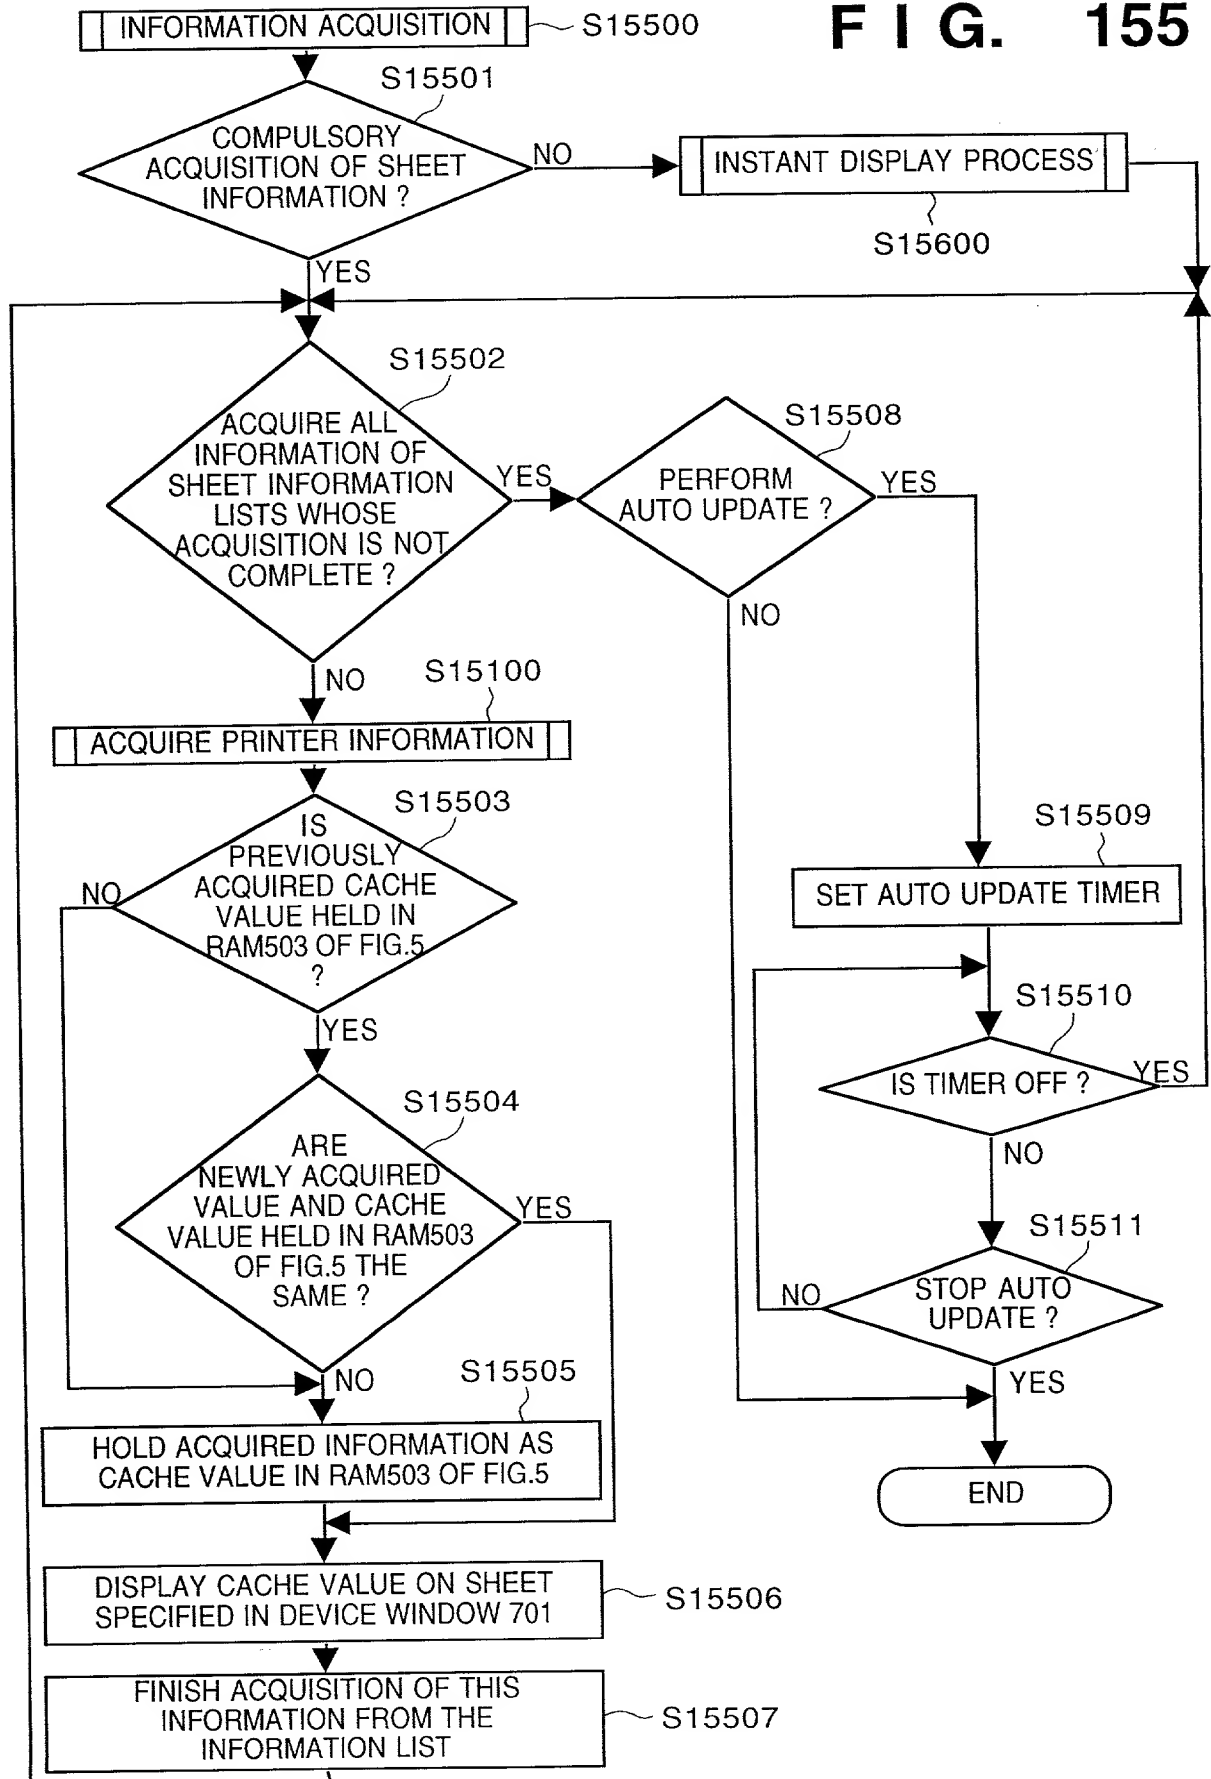 FIG. 155
INFORMATION ACQUISITION
S15500
S15501
COMPULSORY
ACQUISITION OF SHEET
INFORMATION ?
NO
INSTANT DISPLAY PROCESS
S15600
YES
S15502
ACQUIRE ALL
INFORMATION OF
SHEET INFORMATION
LISTS WHOSE
ACQUISITION IS NOT
COMPLETE ?
YES
S15508
PERFORM
AUTO UPDATE ?
YES
NO
NO
S15100
ACQUIRE PRINTER INFORMATION
S15503
IS
PREVIOUSLY
ACQUIRED CACHE
VALUE HELD IN
RAM503 OF FIG.5
?
NO
YES
S15509
SET AUTO UPDATE TIMER
S15510
IS TIMER OFF ?
YES
NO
S15504
ARE
NEWLY ACQUIRED
VALUE AND CACHE
VALUE HELD IN RAM503
OF FIG.5 THE
SAME ?
YES
NO
S15511
STOP AUTO
UPDATE ?
NO
YES
S15505
HOLD ACQUIRED INFORMATION AS
CACHE VALUE IN RAM503 OF FIG.5
END
DISPLAY CACHE VALUE ON SHEET
SPECIFIED IN DEVICE WINDOW 701
S15506
FINISH ACQUISITION OF THIS
INFORMATION FROM THE
INFORMATION LIST
S15507